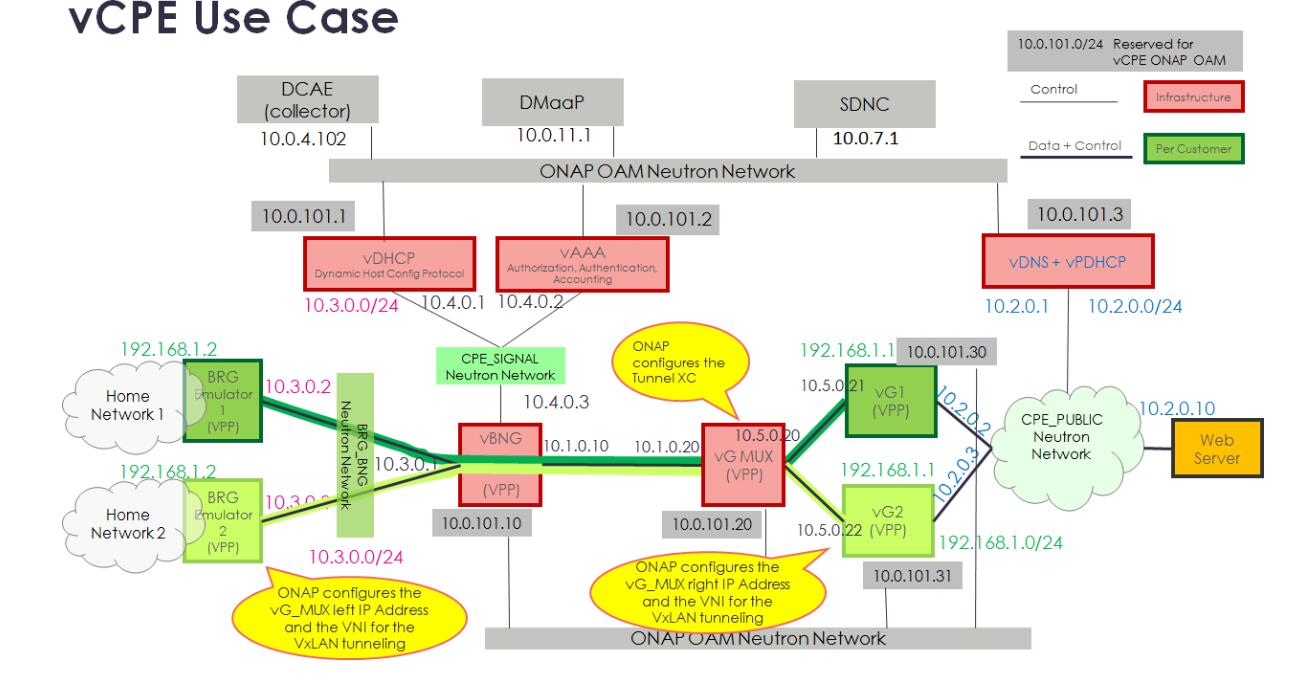 vCPE Use Case
10.0.101.0/24 Reserved for
vCPE ONAP OAM
Control
Infrastructure
Data + Control
Per Customer
DCAE
(collector)
10.0.4.102
DMaaP
10.0.11.1
SDNC
10.0.7.1
ONAP OAM Neutron Network
10.0.101.1
10.0.101.2
10.0.101.3
vDHCP
Dynamic Host Config Protocol
vAAA
Authorization, Authentication,
Accounting
vDNS + vPDHCP
10.3.0.0/24
10.4.0.1
10.4.0.2
10.2.0.1
10.2.0.0/24
CPE_SIGNAL
Neutron Network
10.4.0.3
ONAP
configures the
Tunnel XC
192.168.1.2
Home
Network 1
BRG
Emulator
1
(VPP)
10.3.0.2
BRG_BNG
Neutron Network
10.3.0.1
vBNG
(VPP)
10.1.0.10
10.1.0.20
10.5.0.20
vG MUX
(VPP)
192.168.1.1
10.0.101.30
10.5.0.21
vG1
(VPP)
10.2.0.2
10.2.0.3
CPE_PUBLIC
Neutron
Network
10.2.0.10
Web
Server
192.168.1.2
Home
Network 2
BRG
Emulator
2
(VPP)
10.3.0.0/24
10.0.101.10
10.0.101.20
192.168.1.1
10.5.0.22
vG2
(VPP)
192.168.1.0/24
10.0.101.31
ONAP configures the
vG_MUX left IP Address
and the VNI for the
VxLAN tunneling
ONAP configures the
vG_MUX right IP Address
and the VNI for the
VxLAN tunneling
ONAP OAM Neutron Network